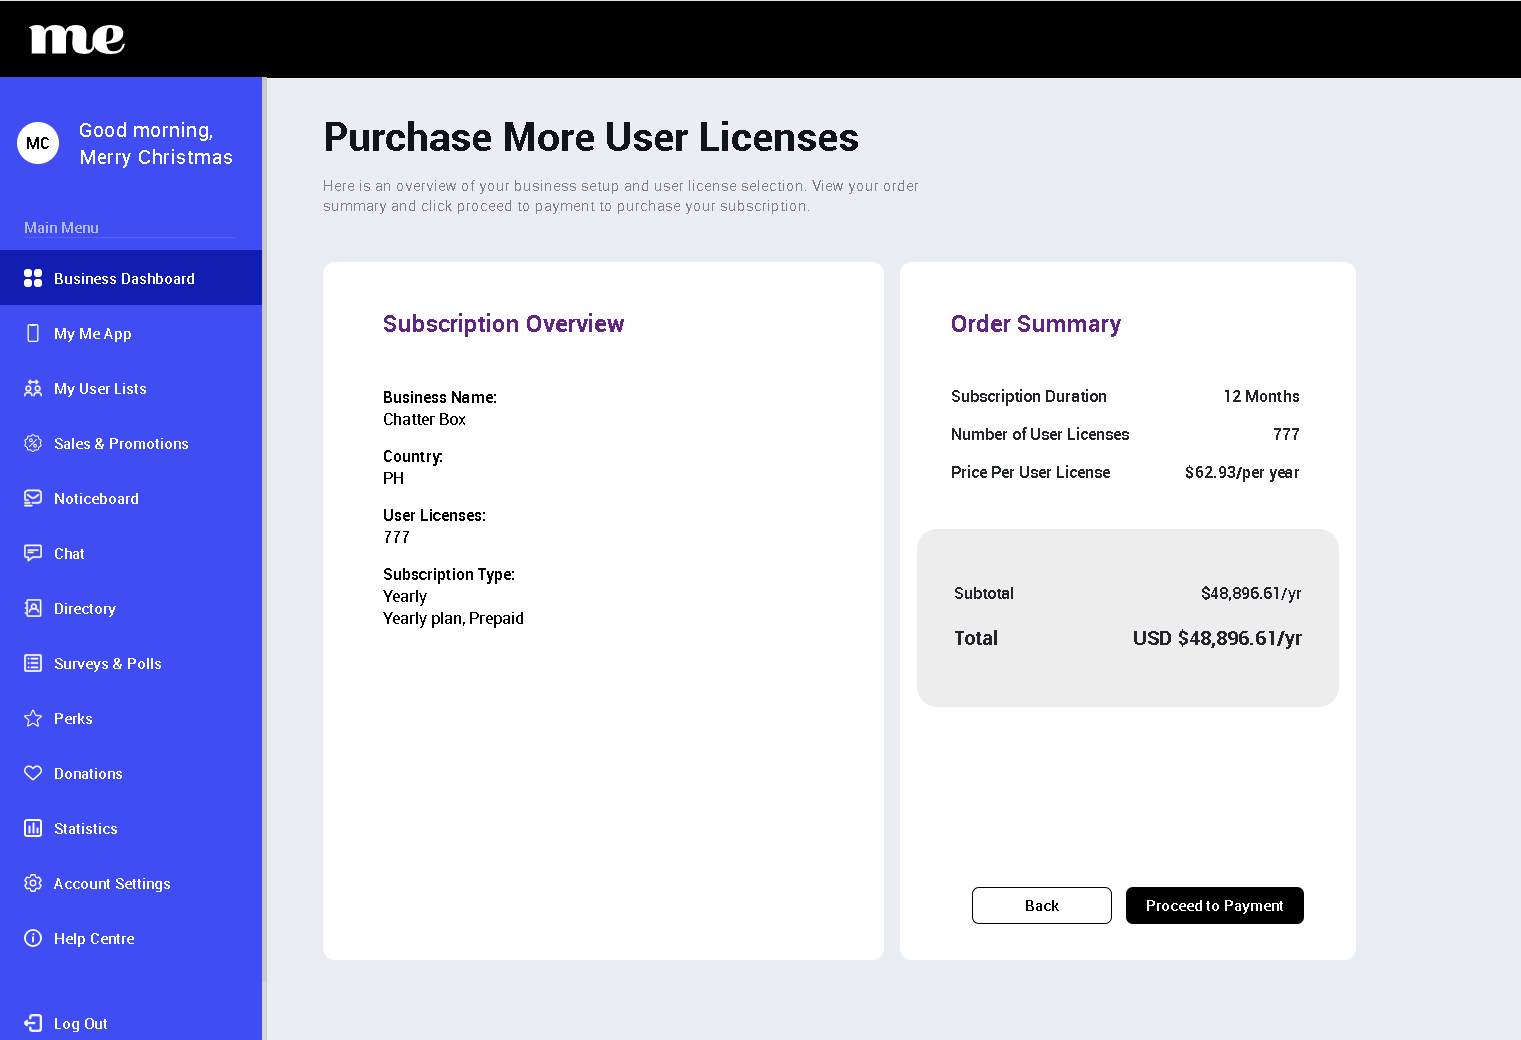 me
MC
Good morning,
Merry Christmas
Main Menu
Business Dashboard
My Me App
My User Lists
Sales & Promotions
Noticeboard
Chat
Directory
Surveys & Polls
Perks
Donations
Statistics
Account Settings
Help Centre
Log Out
Purchase More User Licenses
Here is an overview of your business setup and user license selection. View your order
summary and click proceed to payment to purchase your subscription.
Subscription Overview
Business Name:
Chatter Box
Country:
PH
User Licenses:
777
Subscription Type:
Yearly
Yearly plan, Prepaid
Order Summary
Subscription Duration 12 Months
Number of User Licenses 777
Price Per User License $62.93/per year
Subtotal $48,896.61/yr
Total USD $48,896.61/yr
Back Proceed to Payment